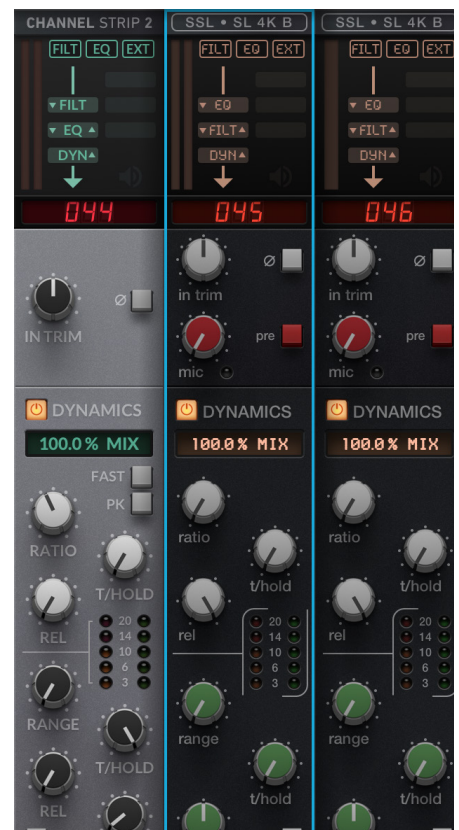 CHANNEL STRIP 2
FILT EQ EXT
▼ FILT
▼ EQ ▲
DYN▲
044
IN TRIM
Ø
DYNAMICS
100.0% MIX
FAST
PK
RATIO
T/HOLD
REL
20
14
10
6
3
RANGE
T/HOLD
REL
SSL • SL 4K B
FILT EQ EXT
▼ EQ
▼FILT▲
DYN▲
045
in trim
Ø
pre
mic
DYNAMICS
100.0% MIX
ratio
t/hold
rel
20
14
10
6
3
range
t/hold
SSL • SL 4K B
FILT EQ EXT
▼ EQ
▼FILT▲
DYN▲
046
in trim
Ø
pre
mic
DYNAMICS
100.0% MIX
ratio
t/hold
rel
20
14
10
6
3
range
t/hold